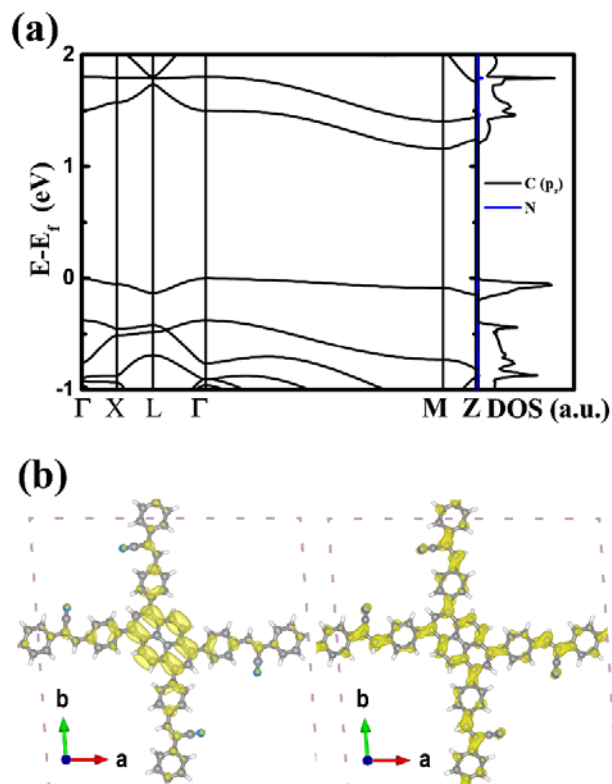 (a)
2
1
0
-1
E-E_f (eV)
C (p_z)
N
Γ X L Γ M Z DOS (a.u.)
(b)
b
a
b
a